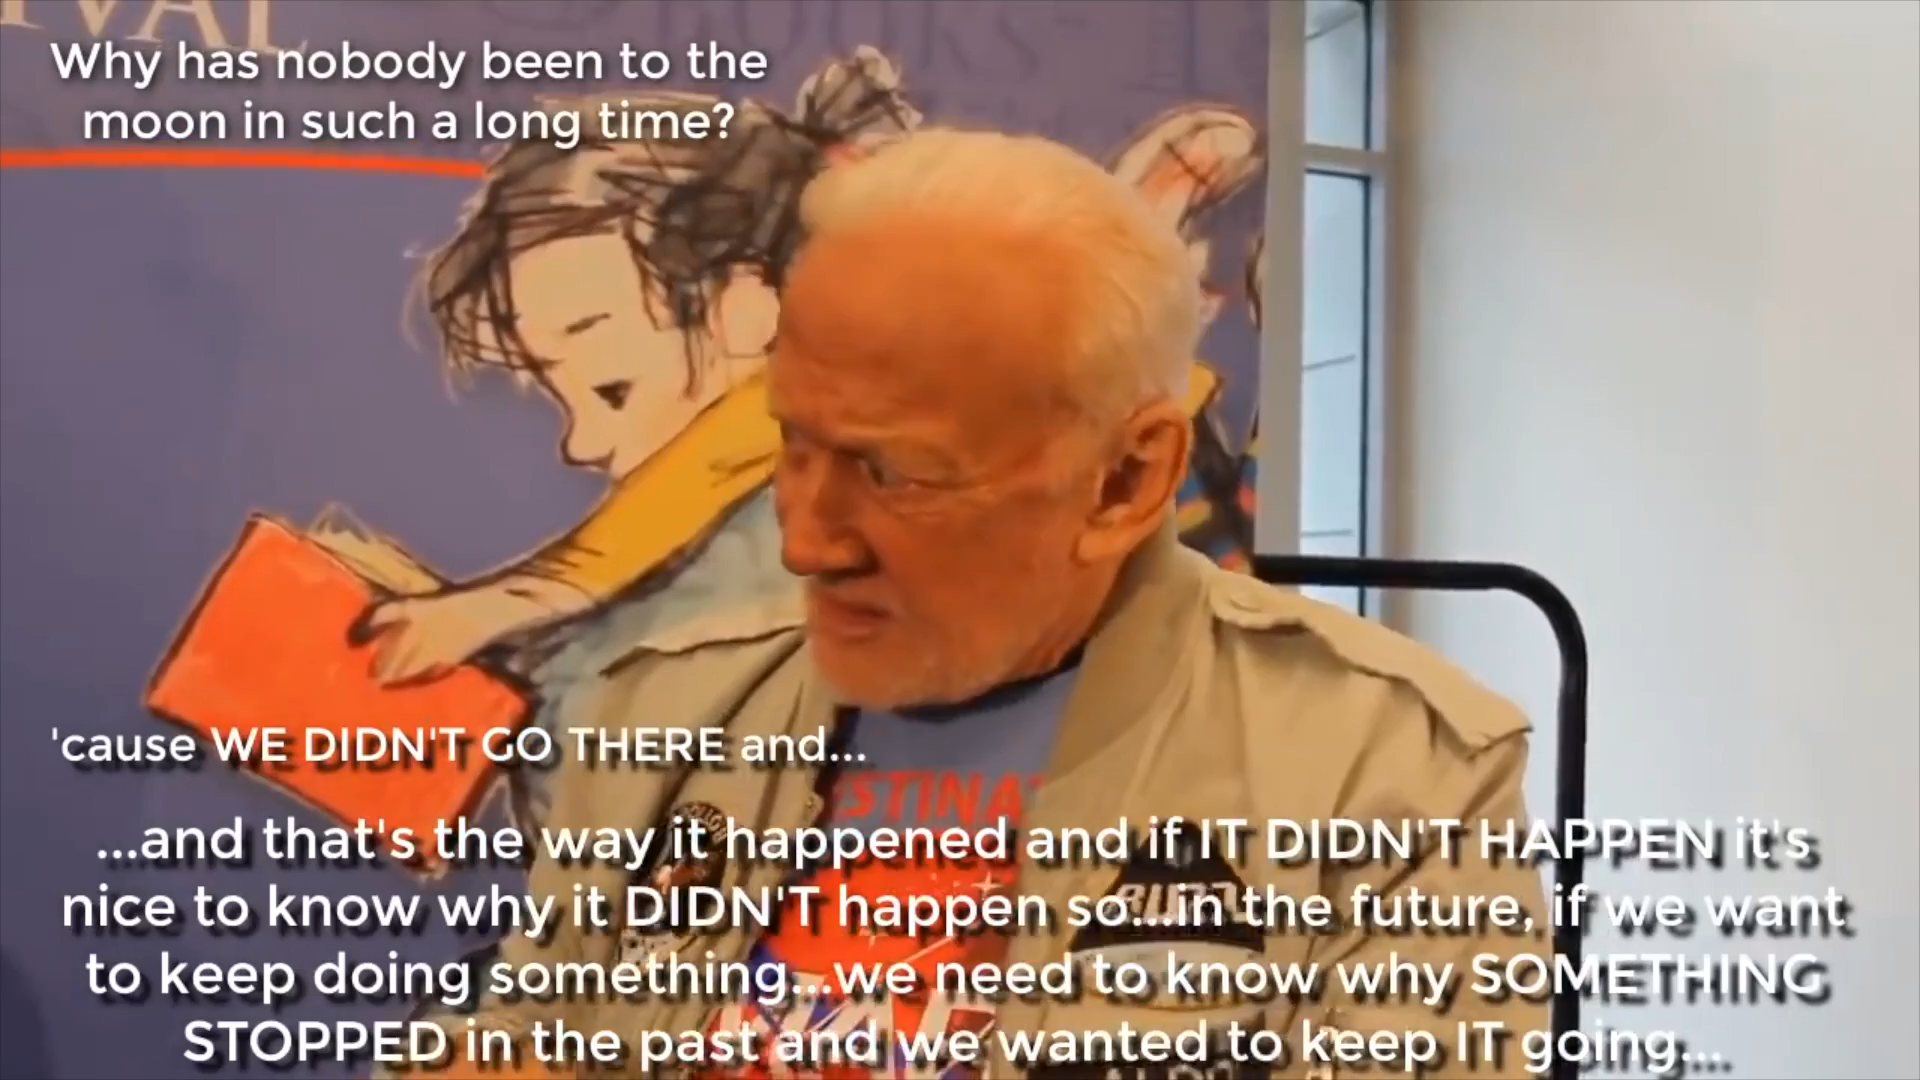 Why has nobody been to the
moon in such a long time?
'cause WE DIDN'T GO THERE and...
...and that's the way it happened and if IT DIDN'T HAPPEN it's
nice to know why it DIDN'T happen so...in the future, if we want
to keep doing something...we need to know why SOMETHING
STOPPED in the past and we wanted to keep IT going...
BOOKS
BUZZ